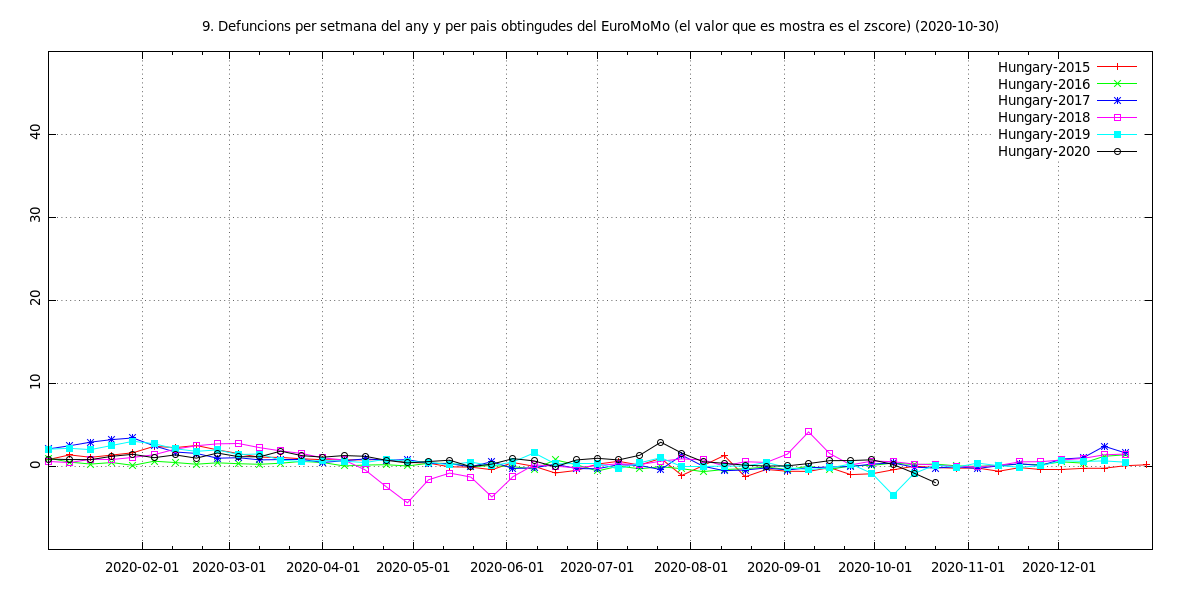 9. Defuncions per setmana del any y per pais obtingudes del EuroMoMo (el valor que es mostra es el zscore) (2020-10-30)
Hungary-2015
Hungary-2016
Hungary-2017
Hungary-2018
Hungary-2019
Hungary-2020
40
30
20
10
0
2020-02-01 2020-03-01 2020-04-01 2020-05-01 2020-06-01 2020-07-01 2020-08-01 2020-09-01 2020-10-01 2020-11-01 2020-12-01